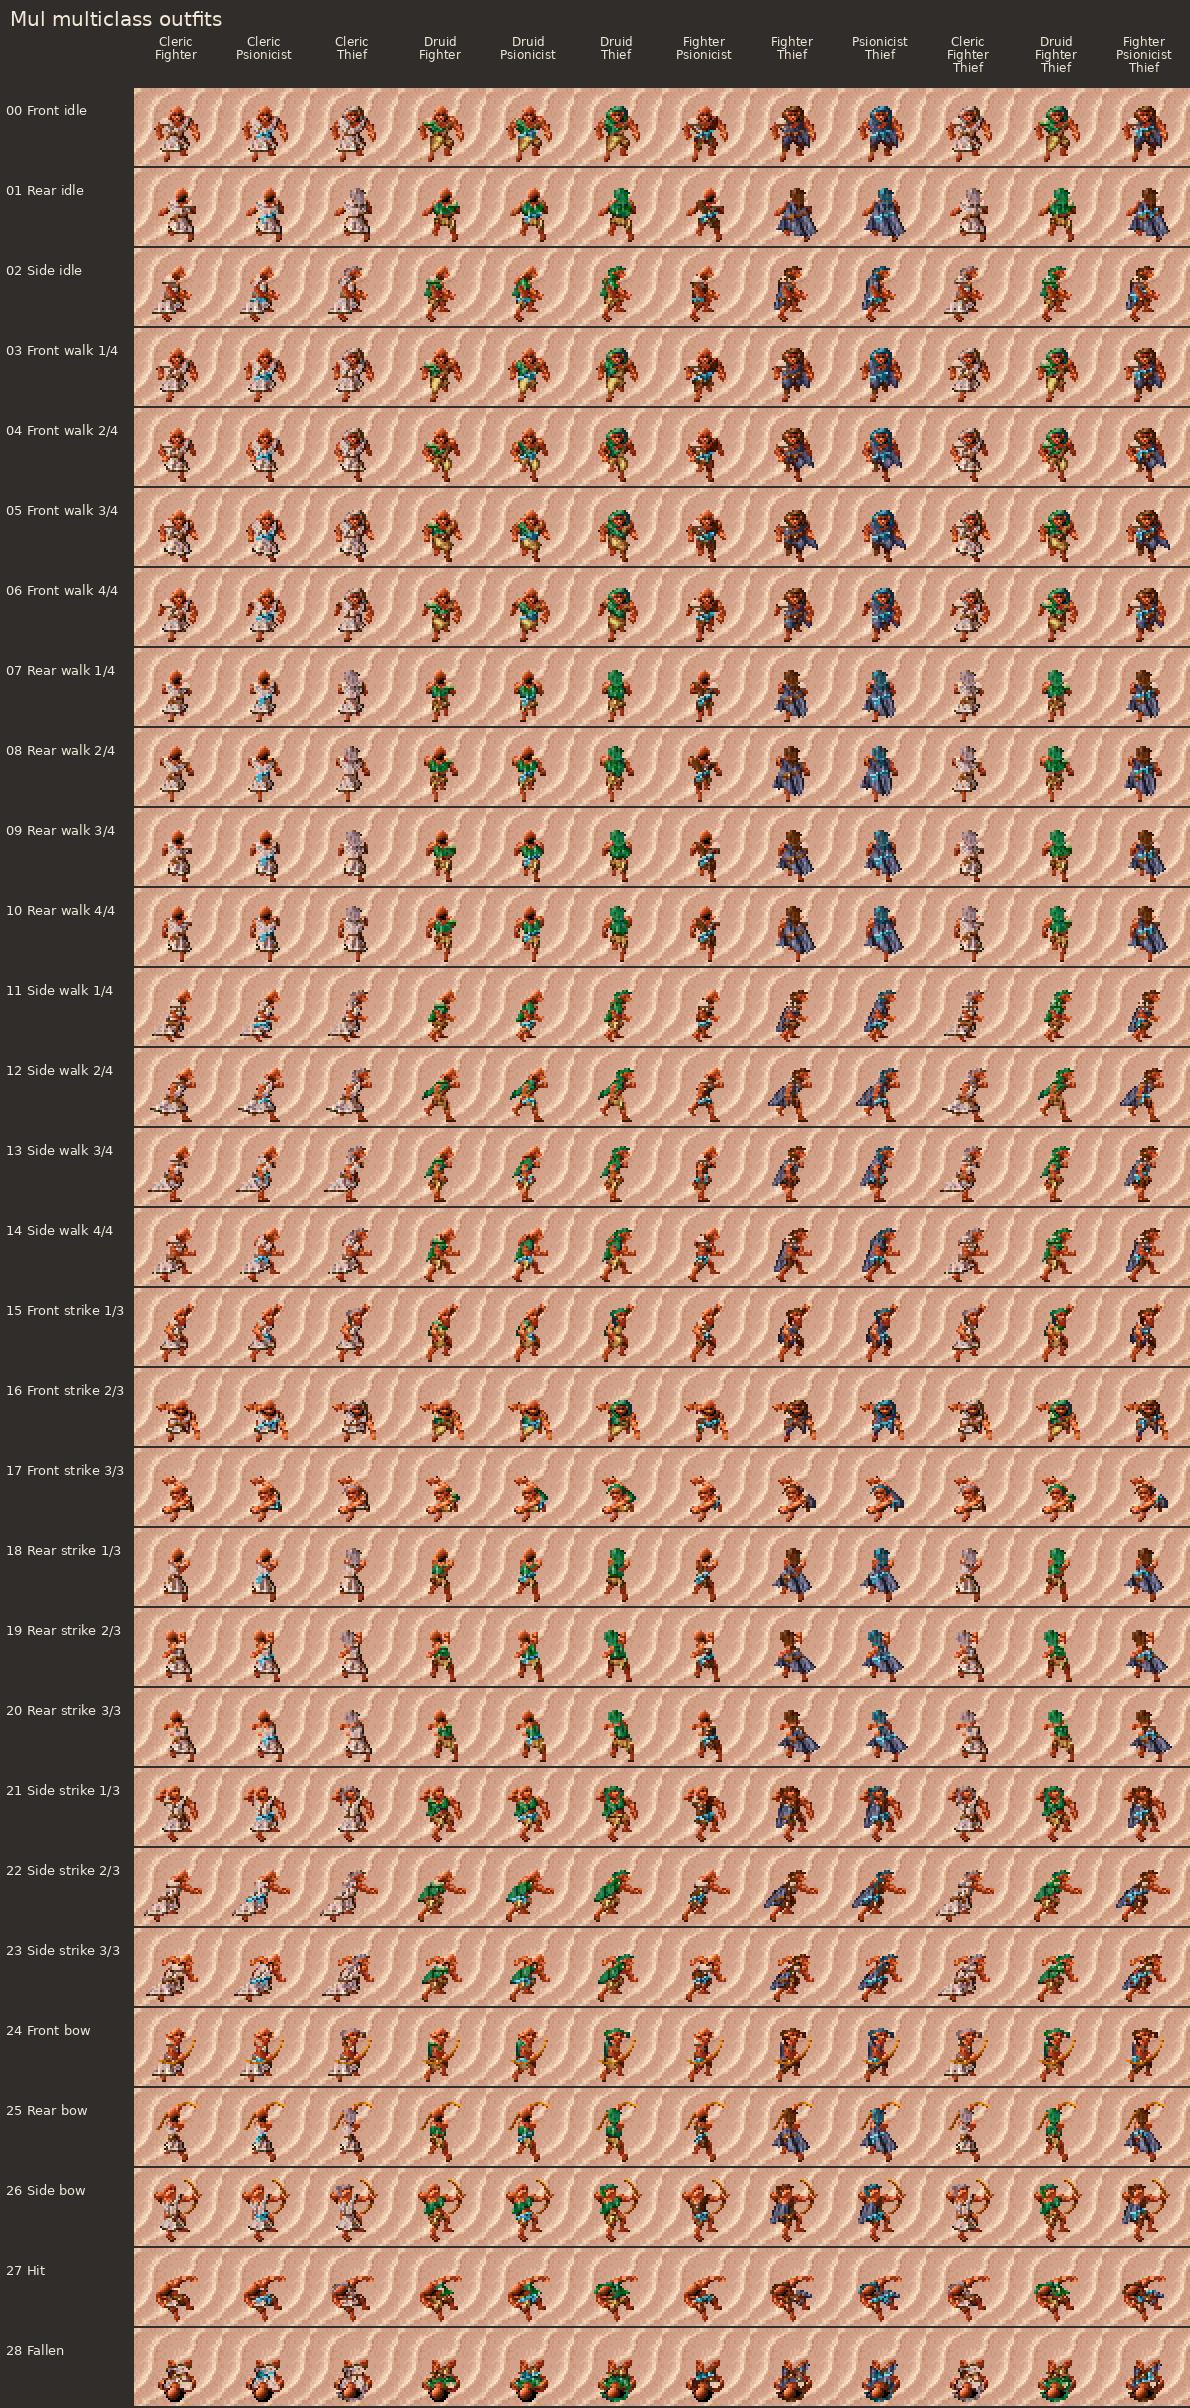 Mul multiclass outfits
Cleric
Fighter
Cleric
Psionicist
Cleric
Thief
Druid
Fighter
Druid
Psionicist
Druid
Thief
Fighter
Psionicist
Fighter
Thief
Psionicist
Thief
Cleric
Fighter
Thief
Druid
Fighter
Thief
Fighter
Psionicist
Thief
00 Front idle
01 Rear idle
02 Side idle
03 Front walk 1/4
04 Front walk 2/4
05 Front walk 3/4
06 Front walk 4/4
07 Rear walk 1/4
08 Rear walk 2/4
09 Rear walk 3/4
10 Rear walk 4/4
11 Side walk 1/4
12 Side walk 2/4
13 Side walk 3/4
14 Side walk 4/4
15 Front strike 1/3
16 Front strike 2/3
17 Front strike 3/3
18 Rear strike 1/3
19 Rear strike 2/3
20 Rear strike 3/3
21 Side strike 1/3
22 Side strike 2/3
23 Side strike 3/3
24 Front bow
25 Rear bow
26 Side bow
27 Hit
28 Fallen